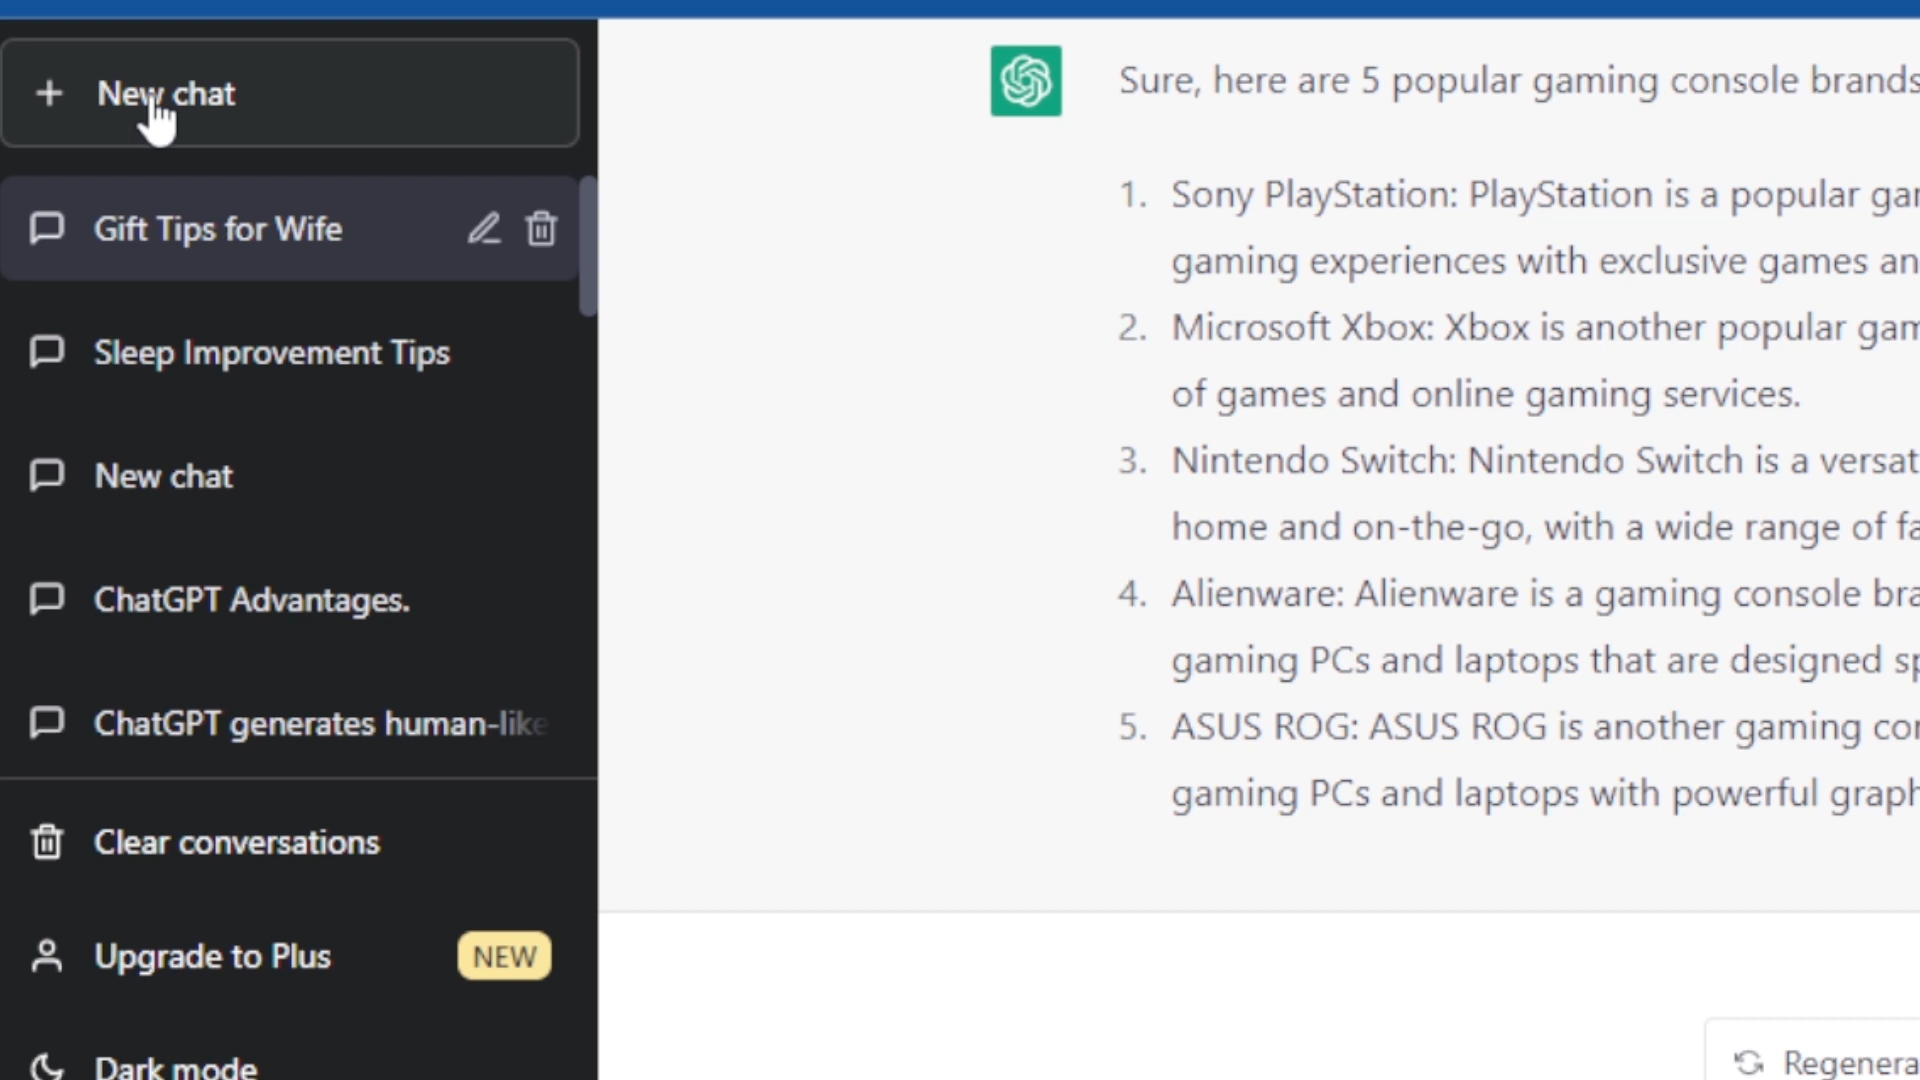 New chat
Gift Tips for Wife
Sleep Improvement Tips
New chat
ChatGPT Advantages.
ChatGPT generates human-like
Clear conversations
Upgrade to Plus NEW
Dark mode
Sure, here are 5 popular gaming console brands
1. Sony PlayStation: PlayStation is a popular
gaming experiences with exclusive games
2. Microsoft Xbox: Xbox is another popular
of games and online gaming services.
3. Nintendo Switch: Nintendo Switch is a
home and on-the-go, with a wide range of
4. Alienware: Alienware is a gaming console
gaming PCs and laptops that are designed
5. ASUS ROG: ASUS ROG is another gaming
gaming PCs and laptops with powerful